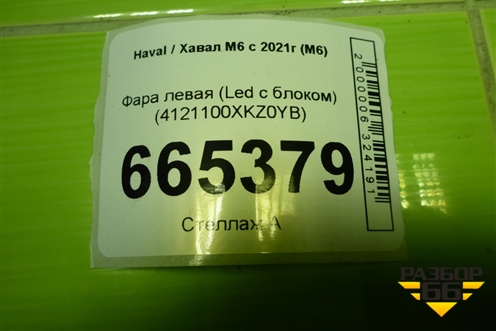 Haval / Хавал М6 с 2021г (М6)
Фара левая (Led с блоком)
(4121100XKZ0YB)
665379
Стеллаж А
2000006324191
РАЗБОР
66